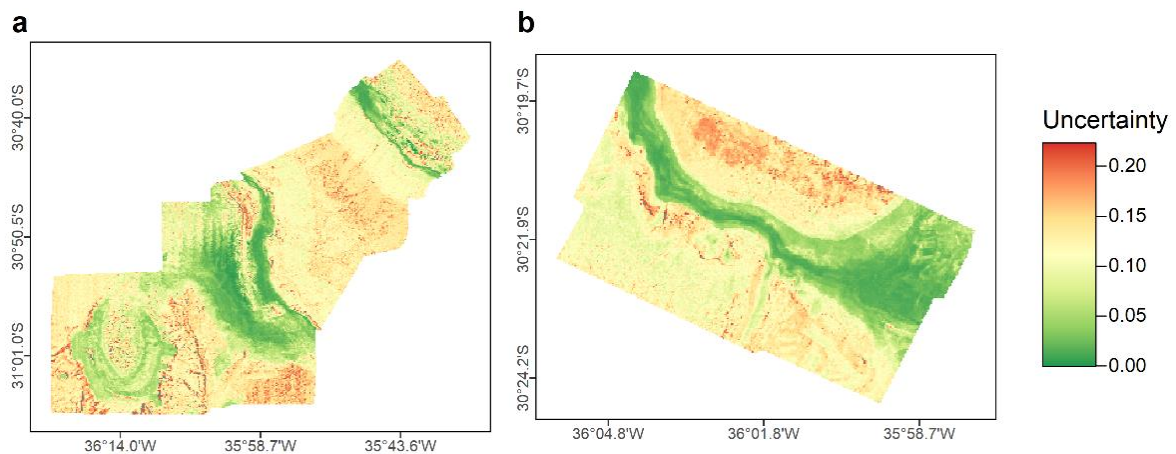 a
b
30°40.0'S
30°50.5'S
31°01.0'S
36°14.0'W
35°58.7'W
35°43.6'W
30°19.7'S
30°21.9'S
30°24.2'S
36°04.8'W
36°01.8'W
35°58.7'W
Uncertainty
0.20
0.15
0.10
0.05
0.00